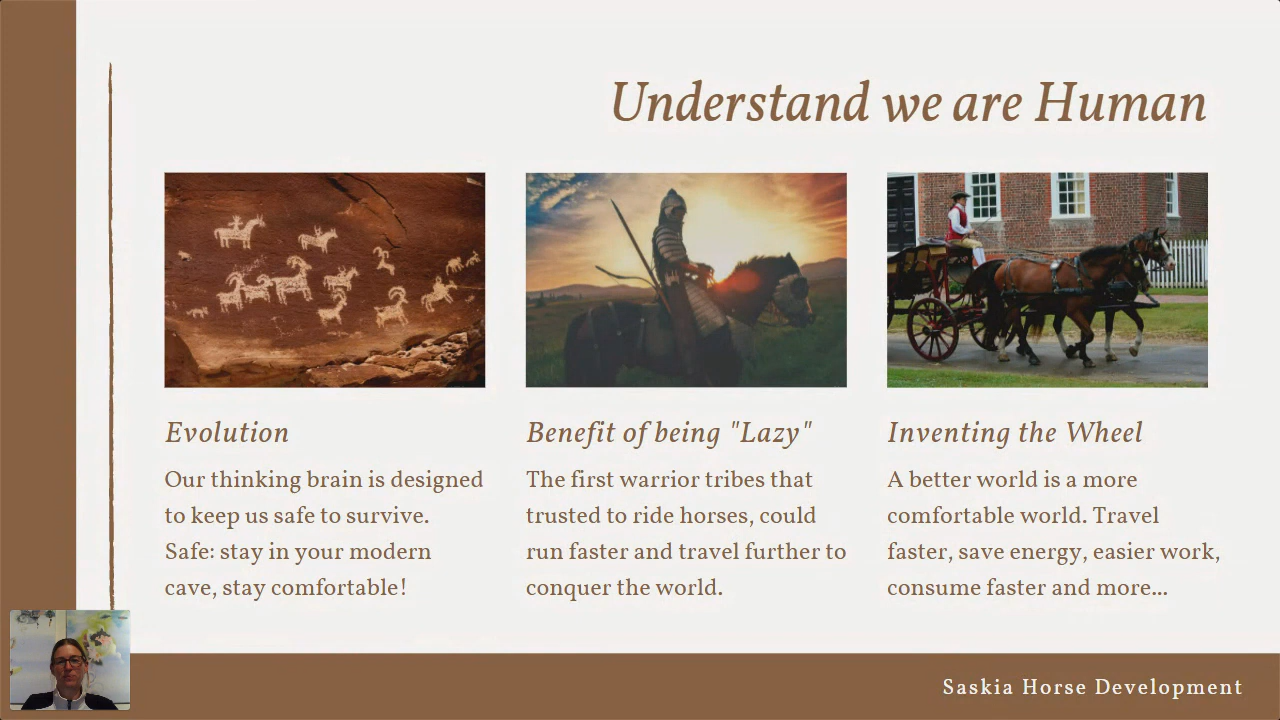 Understand we are Human
Evolution
Our thinking brain is designed
to keep us safe to survive.
Safe: stay in your modern
cave, stay comfortable!
Benefit of being "Lazy"
The first warrior tribes that
trusted to ride horses, could
run faster and travel further to
conquer the world.
Inventing the Wheel
A better world is a more
comfortable world. Travel
faster, save energy, easier work,
consume faster and more...
Saskia Horse Development